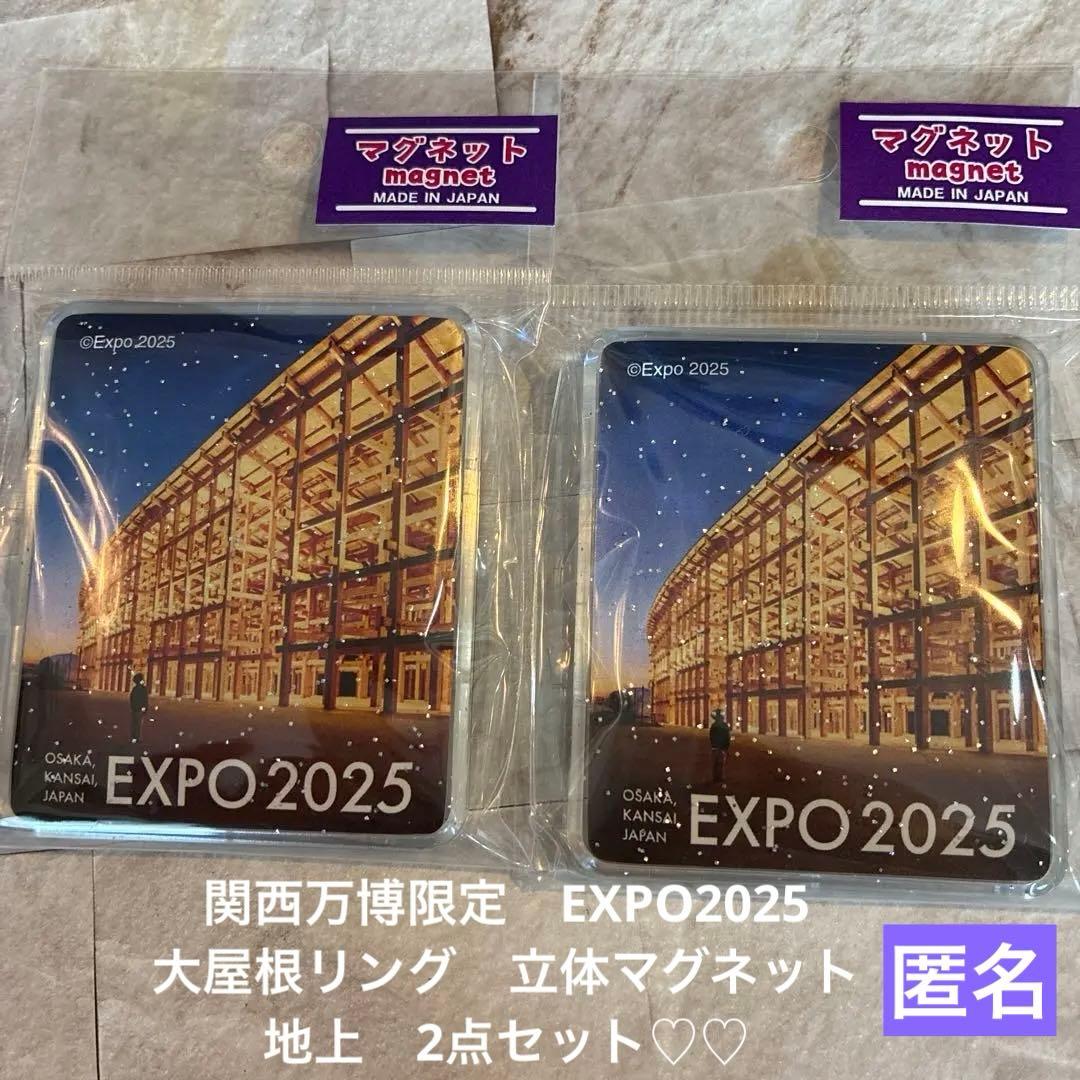 マグネット
magnet
MADE IN JAPAN
マグネット
magnet
MADE IN JAPAN
©Expo 2025
©Expo 2025
OSAKA,
KANSAI,
JAPAN
EXPO 2025
OSAKA,
KANSAI,
JAPAN
EXPO 2025
関西万博限定　EXPO2025
大屋根リング　立体マグネット
地上　2点セット♡♡
匿名